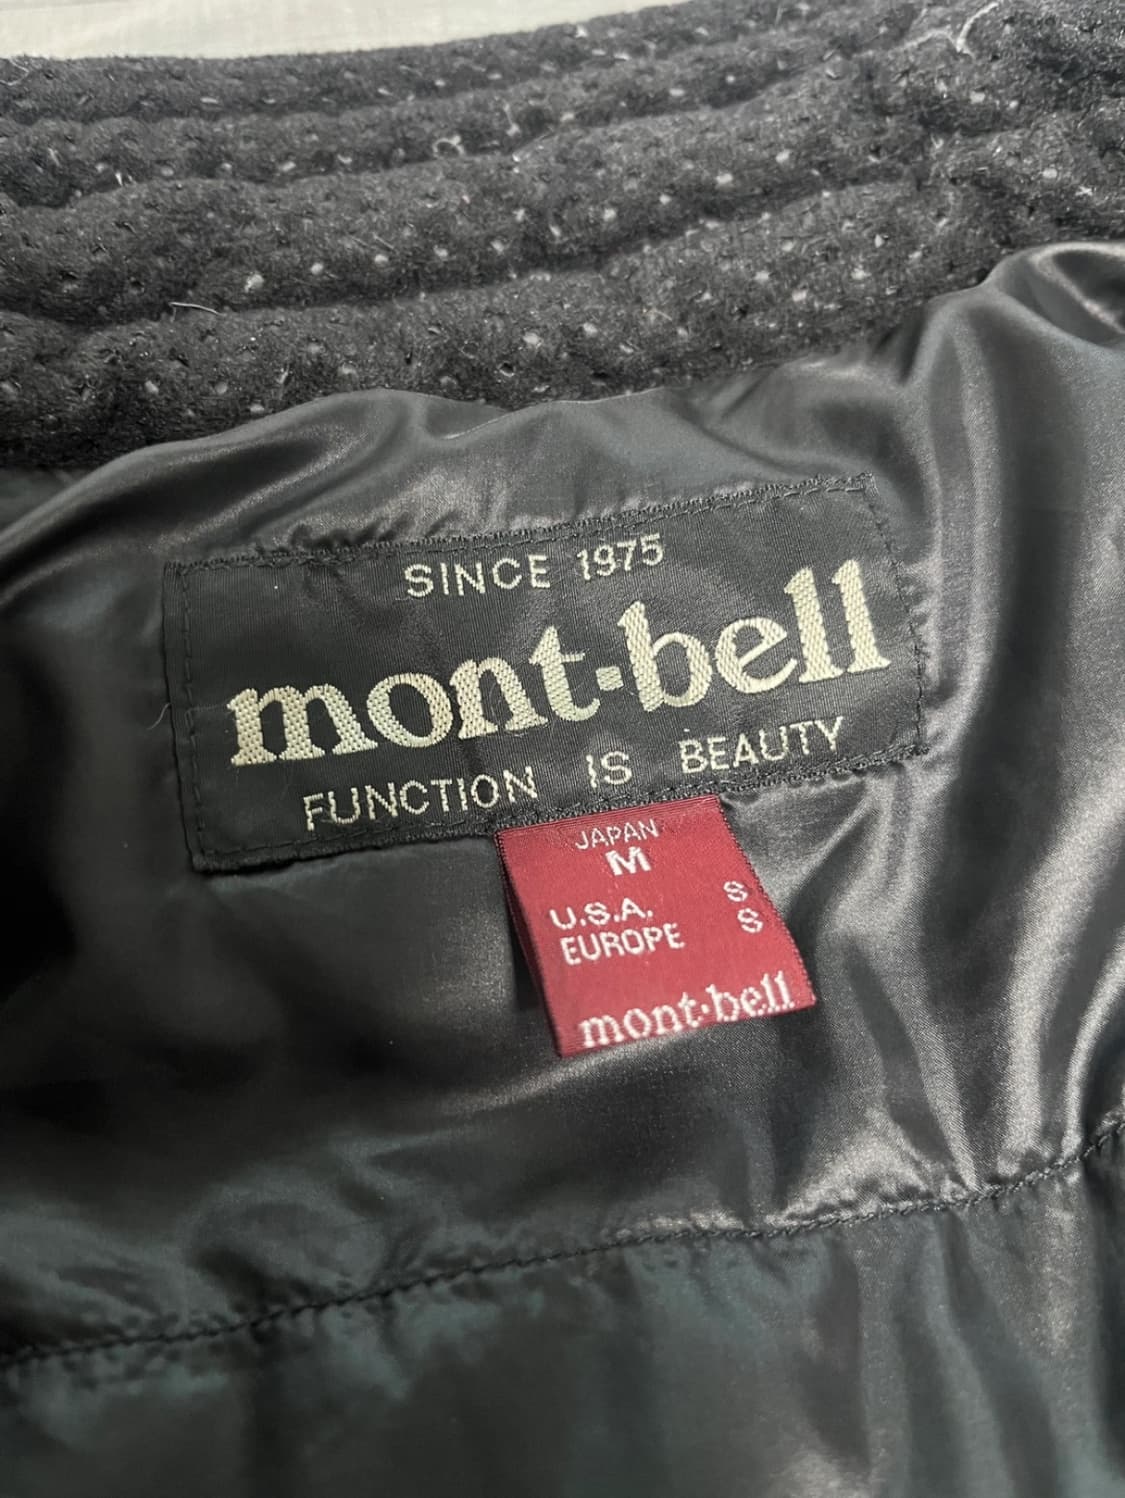 SINCE 1975
mont·bell
FUNCTION IS BEAUTY
JAPAN
M
U.S.A. S
EUROPE S
mont·bell